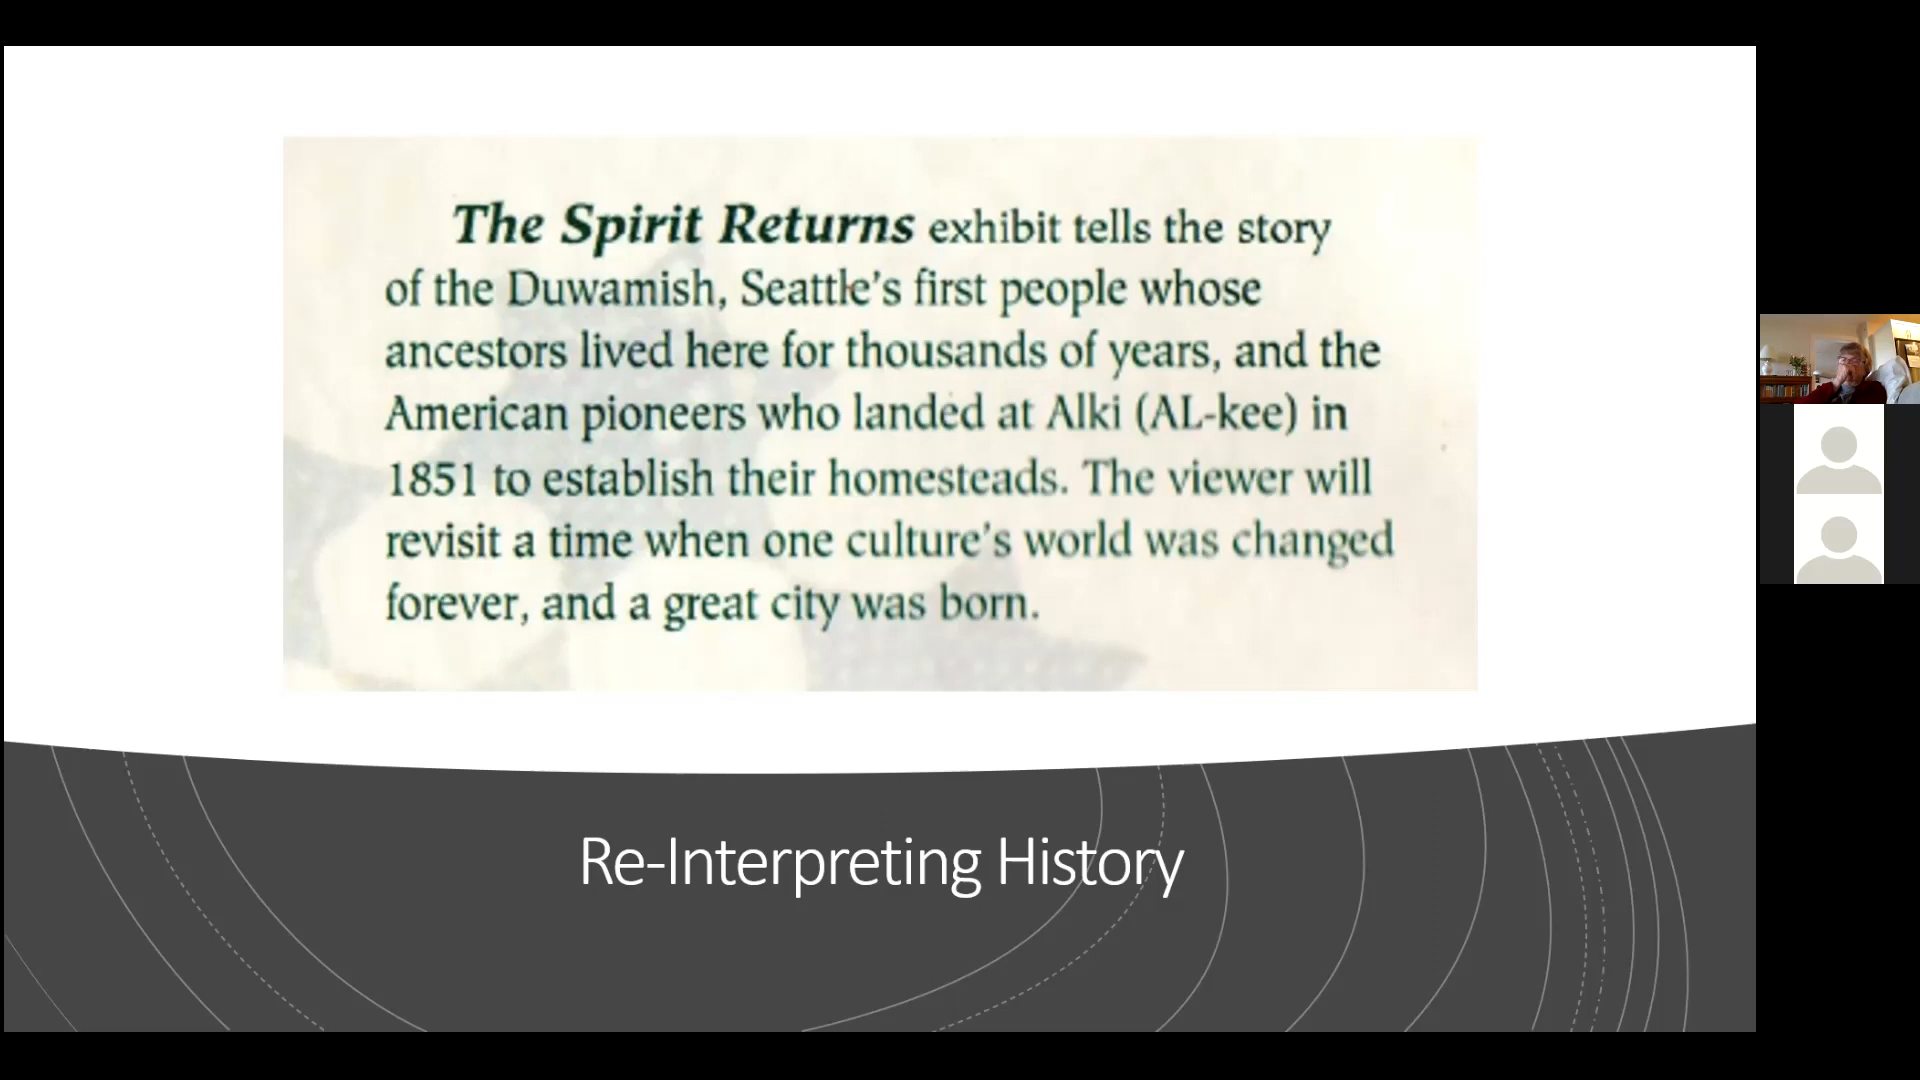 The Spirit Returns exhibit tells the story
of the Duwamish, Seattle's first people whose
ancestors lived here for thousands of years, and the
American pioneers who landed at Alki (AL-kee) in
1851 to establish their homesteads. The viewer will
revisit a time when one culture's world was changed
forever, and a great city was born.
Re-Interpreting History